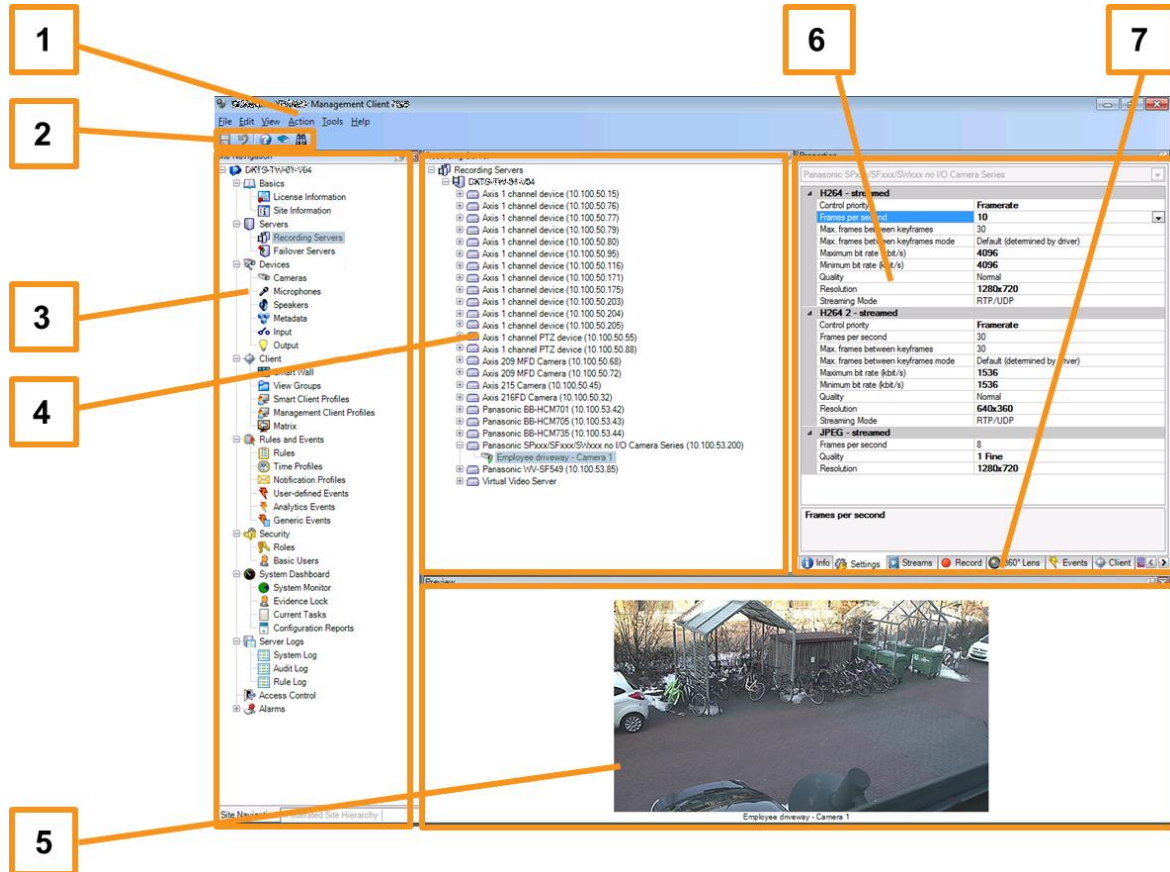 1
6
7
2
Management Client
File Edit View Action Tools Help
Site Navigation
Basics
License Information
Site Information
Servers
Recording Servers
Failover Servers
Devices
Cameras
Microphones
Speakers
Metadata
Input
Output
Client
Smart Wall
View Groups
Smart Client Profiles
Management Client Profiles
Matrix
Rules and Events
Rules
Time Profiles
Notification Profiles
User-defined Events
Analytics Events
Generic Events
Security
Roles
Basic Users
System Dashboard
System Monitor
Evidence Lock
Current Tasks
Configuration Reports
Server Logs
System Log
Audit Log
Rule Log
Access Control
Alarms
Site Navigation Federated Site Hierarchy
3
4
5
Recording Server
Recording Servers
Axis 1 channel device (10.100.50.15)
Axis 1 channel device (10.100.50.76)
Axis 1 channel device (10.100.50.77)
Axis 1 channel device (10.100.50.79)
Axis 1 channel device (10.100.50.80)
Axis 1 channel device (10.100.50.95)
Axis 1 channel device (10.100.50.116)
Axis 1 channel device (10.100.50.171)
Axis 1 channel device (10.100.50.175)
Axis 1 channel device (10.100.50.203)
Axis 1 channel device (10.100.50.204)
Axis 1 channel device (10.100.50.205)
Axis 1 channel PTZ device (10.100.50.55)
Axis 1 channel PTZ device (10.100.50.88)
Axis 209 MFD Camera (10.100.50.68)
Axis 209 MFD Camera (10.100.50.72)
Axis 215 Camera (10.100.50.45)
Axis 216FD Camera (10.100.50.32)
Panasonic BB-HCM701 (10.100.53.42)
Panasonic BB-HCM705 (10.100.53.43)
Panasonic BB-HCM735 (10.100.53.44)
Panasonic SPxxx/SFxxx/SWxxx no I/O Camera Series (10.100.53.200)
Employee driveway - Camera 1
Panasonic WV-SF549 (10.100.53.85)
Virtual Video Server
Properties
Panasonic SPxxx/SFxxx/SWxxx no I/O Camera Series
H264 - streamed
Control priority Framerate
Frames per second 10
Max. frames between keyframes 30
Max. frames between keyframes mode Default (determined by driver)
Maximum bit rate (kbit/s) 4096
Minimum bit rate (kbit/s) 4096
Quality Normal
Resolution 1280x720
Streaming Mode RTP/UDP
H264 2 - streamed
Control priority Framerate
Frames per second 30
Max. frames between keyframes 30
Max. frames between keyframes mode Default (determined by driver)
Maximum bit rate (kbit/s) 1536
Minimum bit rate (kbit/s) 1536
Quality Normal
Resolution 640x360
Streaming Mode RTP/UDP
JPEG - streamed
Frames per second 8
Quality 1 Fine
Resolution 1280x720
Frames per second
Info Settings Streams Record 360° Lens Events Client
Preview
Employee driveway - Camera 1